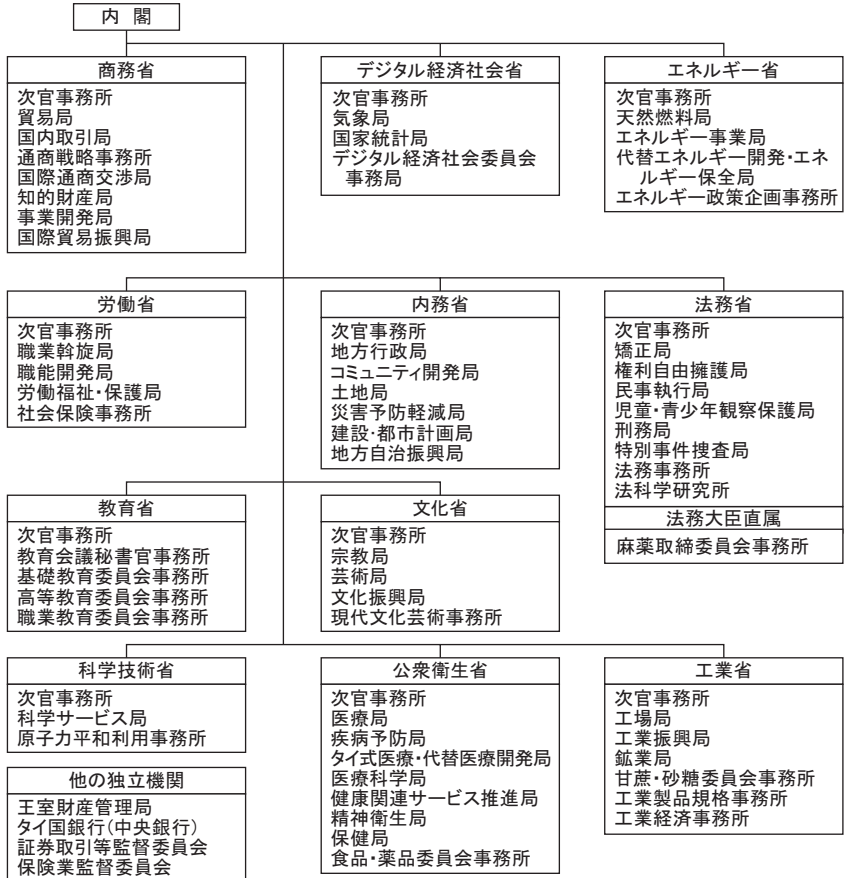 内 閣
商務省
次官事務所
貿易局
国内取引局
通商戦略事務所
国際通商交渉局
知的財産局
事業開発局
国際貿易振興局
デジタル経済社会省
次官事務所
気象局
国家統計局
デジタル経済社会委員会
事務局
エネルギー省
次官事務所
天然燃料局
エネルギー事業局
代替エネルギー開発・エネ
ルギー保全局
エネルギー政策企画事務所
労働省
次官事務所
職業斡旋局
職能開発局
労働福祉・保護局
社会保険事務所
内務省
次官事務所
地方行政局
コミュニティ開発局
土地局
災害予防軽減局
建設・都市計画局
地方自治振興局
法務省
次官事務所
矯正局
権利自由擁護局
民事執行局
児童・青少年観察保護局
刑務局
特別事件捜査局
法務事務所
法科学研究所
法務大臣直属
麻薬取締委員会事務所
教育省
次官事務所
教育会議秘書官事務所
基礎教育委員会事務所
高等教育委員会事務所
職業教育委員会事務所
文化省
次官事務所
宗教局
芸術局
文化振興局
現代文化芸術事務所
科学技術省
次官事務所
科学サービス局
原子力平和利用事務所
他の独立機関
王室財産管理局
タイ国銀行(中央銀行)
証券取引等監督委員会
保険業監督委員会
公衆衛生省
次官事務所
医療局
疾病予防局
タイ式医療・代替医療開発局
医療科学局
健康関連サービス推進局
精神衛生局
保健局
食品・薬品委員会事務所
工業省
次官事務所
工場局
工業振興局
鉱業局
甘蔗・砂糖委員会事務所
工業製品規格事務所
工業経済事務所